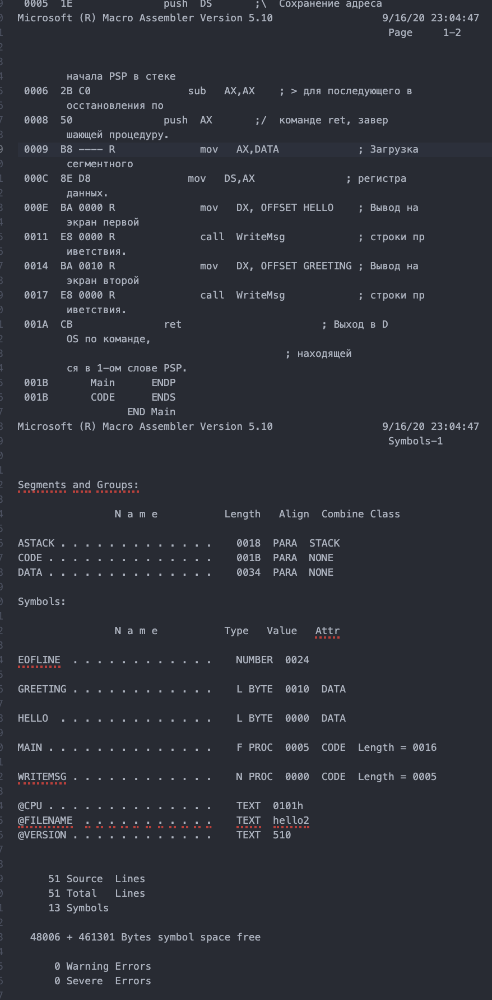 0005  1E               push  DS       ;\  Сохранение адреса
Microsoft (R) Macro Assembler Version 5.10                  9/16/20 23:04:47
Page     1-2
начала PSP в стеке
0006  2B C0                sub   AX,AX    ; > для последующего в
осстановления по
0008  50               push  AX       ;/  команде ret, завер
шающей процедуру.
0009  B8 ---- R              mov   AX,DATA             ; Загрузка
сегментного
000C  8E D8                mov   DS,AX               ; регистра
данных.
000E  BA 0000 R              mov   DX, OFFSET HELLO    ; Вывод на
экран первой
0011  E8 0000 R              call  WriteMsg            ; строки пр
иветствия.
0014  BA 0010 R              mov   DX, OFFSET GREETING ; Вывод на
экран второй
0017  E8 0000 R              call  WriteMsg            ; строки пр
иветствия.
001A  CB               ret                       ; Выход в D
OS по команде,
; находящей
ся в 1-ом слове PSP.
001B       Main      ENDP
001B       CODE      ENDS
END Main
Microsoft (R) Macro Assembler Version 5.10                  9/16/20 23:04:47
Symbols-1
Segments and Groups:
N a m e           Length   Align  Combine Class
ASTACK . . . . . . . . . . . . .    0018  PARA  STACK
CODE . . . . . . . . . . . . . .    001B  PARA  NONE
DATA . . . . . . . . . . . . . .    0034  PARA  NONE
Symbols:
N a m e           Type   Value   Attr
EOFLINE  . . . . . . . . . . . .    NUMBER  0024
GREETING . . . . . . . . . . . .    L BYTE  0010  DATA
HELLO  . . . . . . . . . . . . .    L BYTE  0000  DATA
MAIN . . . . . . . . . . . . . .    F PROC  0005  CODE  Length = 0016
WRITEMSG . . . . . . . . . . . .    N PROC  0000  CODE  Length = 0005
@CPU . . . . . . . . . . . . . .    TEXT  0101h
@FILENAME  . . . . . . . . . . .    TEXT  hello2
@VERSION . . . . . . . . . . . .    TEXT  510
51 Source  Lines
51 Total   Lines
13 Symbols
48006 + 461301 Bytes symbol space free
0 Warning Errors
0 Severe  Errors